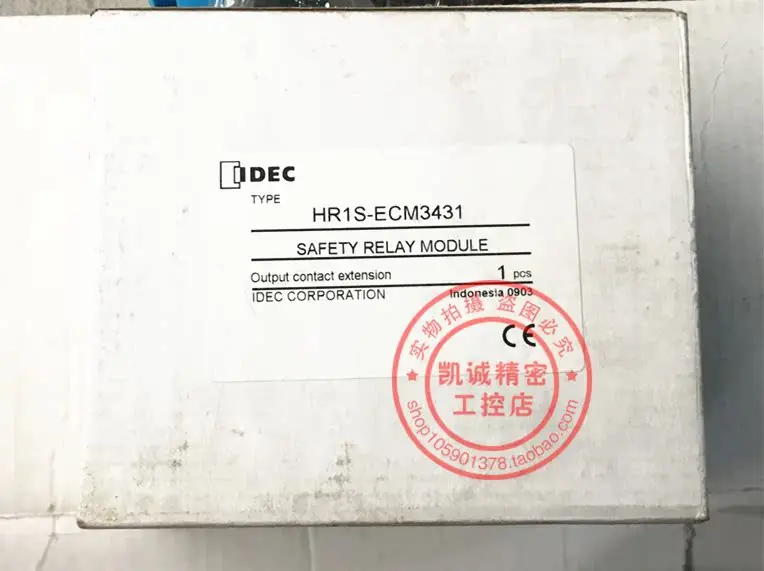 IDEC
TYPE
HR1S-ECM3431
SAFETY RELAY MODULE
Output contact extension 1 pcs
IDEC CORPORATION Indonesia 0903
CE
实物拍摄 盗图必究
凯诚精密
工控店
shop105901378.taobao.com